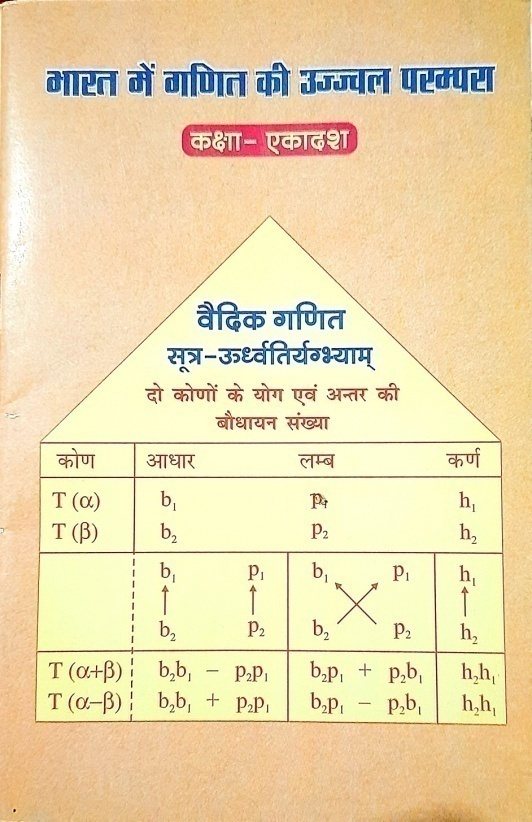 भारत में गणित की उज्ज्वल परम्परा
कक्षा- एकादश
वैदिक गणित
सूत्र-ऊर्ध्वतिर्यग्भ्याम्
दो कोणों के योग एवं अन्तर की
बौधायन संख्या
कोण आधार लम्ब कर्ण
T (α) b₁ p₁ h₁
T (β) b₂ p₂ h₂
b₁ p₁ b₁ p₁ h₁
b₂ p₂ b₂ p₂ h₂
T (α+β) b₂b₁ − p₂p₁ b₂p₁ + p₂b₁ h₂h₁
T (α−β) b₂b₁ + p₂p₁ b₂p₁ − p₂b₁ h₂h₁